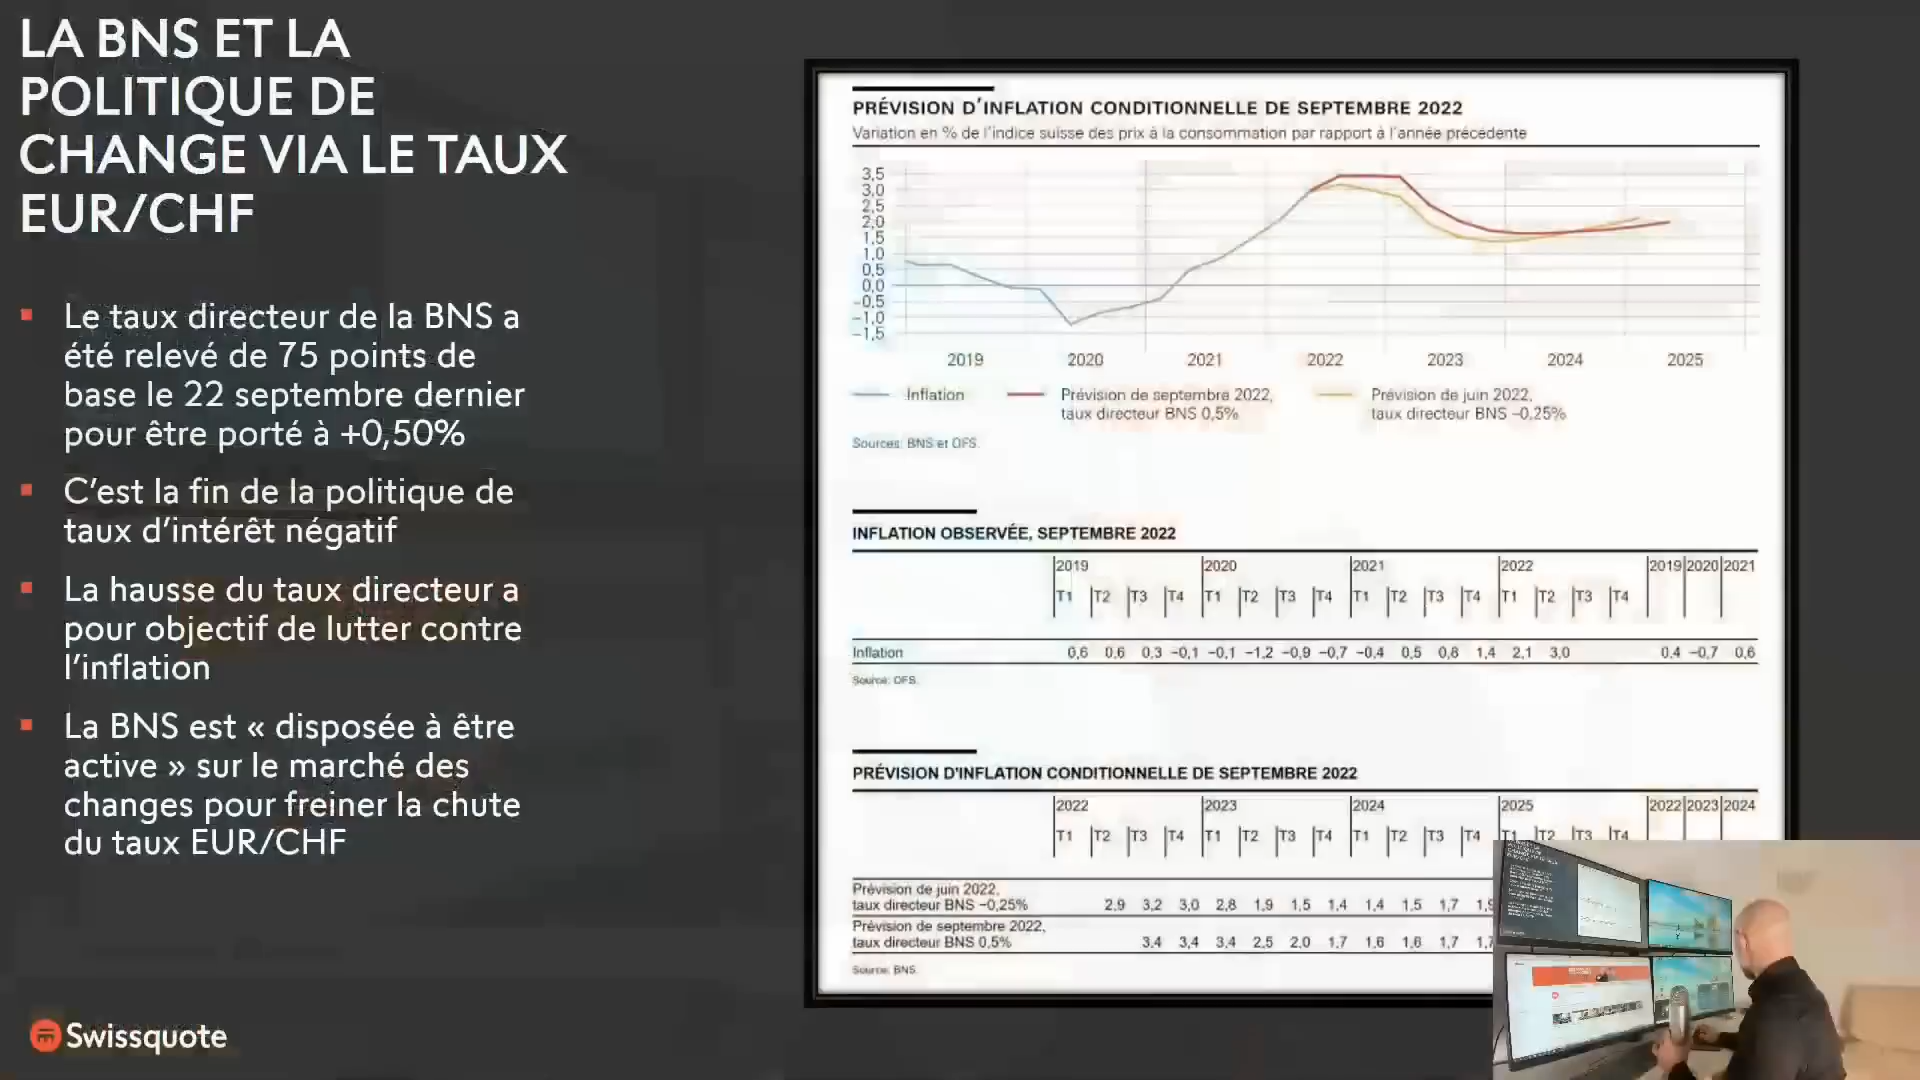 LA BNS ET LA
POLITIQUE DE
CHANGE VIA LE TAUX
EUR/CHF
Le taux directeur de la BNS a
été relevé de 75 points de
base le 22 septembre dernier
pour être porté à +0,50%
C'est la fin de la politique de
taux d'intérêt négatif
La hausse du taux directeur a
pour objectif de lutter contre
l'inflation
La BNS est « disposée à être
active » sur le marché des
changes pour freiner la chute
du taux EUR/CHF
Swissquote
PRÉVISION D'INFLATION CONDITIONNELLE DE SEPTEMBRE 2022
Variation en % de l'indice suisse des prix à la consommation par rapport à l'année précédente
3,5
3,0
2,5
2,0
1,5
1,0
0,5
0,0
−0,5
−1,0
−1,5
2019 2020 2021 2022 2023 2024 2025
Inflation Prévision de septembre 2022, Prévision de juin 2022,
taux directeur BNS 0,5% taux directeur BNS −0,25%
Sources: BNS et OFS.
INFLATION OBSERVÉE, SEPTEMBRE 2022
2019 2020 2021 2022 2019 2020 2021
T1 T2 T3 T4 T1 T2 T3 T4 T1 T2 T3 T4 T1 T2 T3 T4
Inflation 0,6 0,6 0,3 −0,1 −0,1 −1,2 −0,9 −0,7 −0,4 0,5 0,8 1,4 2,1 3,0 0,4 −0,7 0,6
Source: OFS.
PRÉVISION D'INFLATION CONDITIONNELLE DE SEPTEMBRE 2022
2022 2023 2024 2025 2022 2023 2024
T1 T2 T3 T4 T1 T2 T3 T4 T1 T2 T3 T4 T1 T2 T3 T4
Prévision de juin 2022,
taux directeur BNS −0,25% 2,9 3,2 3,0 2,8 1,9 1,5 1,4 1,4 1,5 1,7 1,9
Prévision de septembre 2022,
taux directeur BNS 0,5% 3,4 3,4 3,4 2,5 2,0 1,7 1,6 1,6 1,7 1,7
Source: BNS